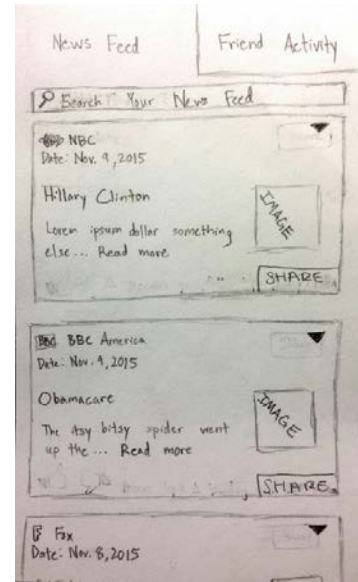 News Feed
Friend Activity
Search Your News Feed
NBC
Date: Nov. 9, 2015
Hillary Clinton
IMAGE
Lorem ipsum dollar something
else... Read more
SHARE
BBC BBC America
Date: Nov. 9, 2015
Obamacare
IMAGE
The itsy bitsy spider went
up the ... Read more
SHARE
F Fox
Date: Nov. 8, 2015